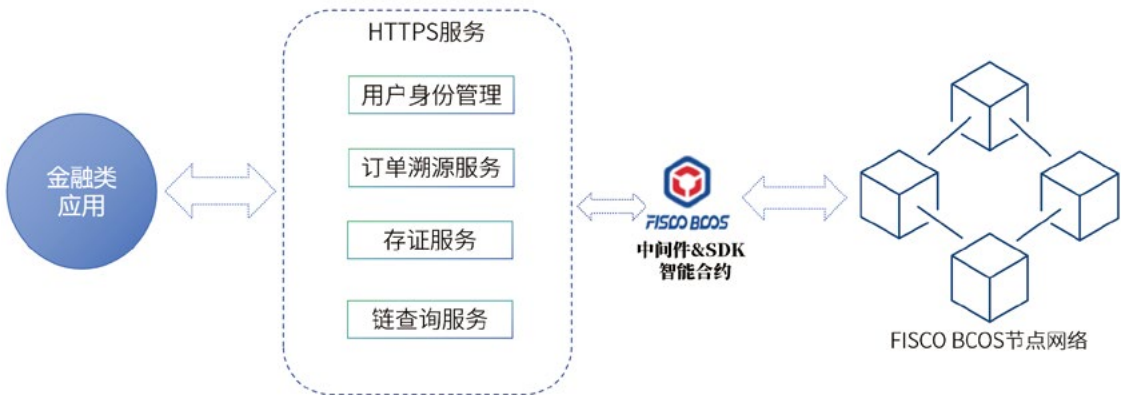 金融类
应用
HTTPS服务
用户身份管理
订单溯源服务
存证服务
链查询服务
FISCO BCOS
中间件&SDK
智能合约
FISCO BCOS节点网络